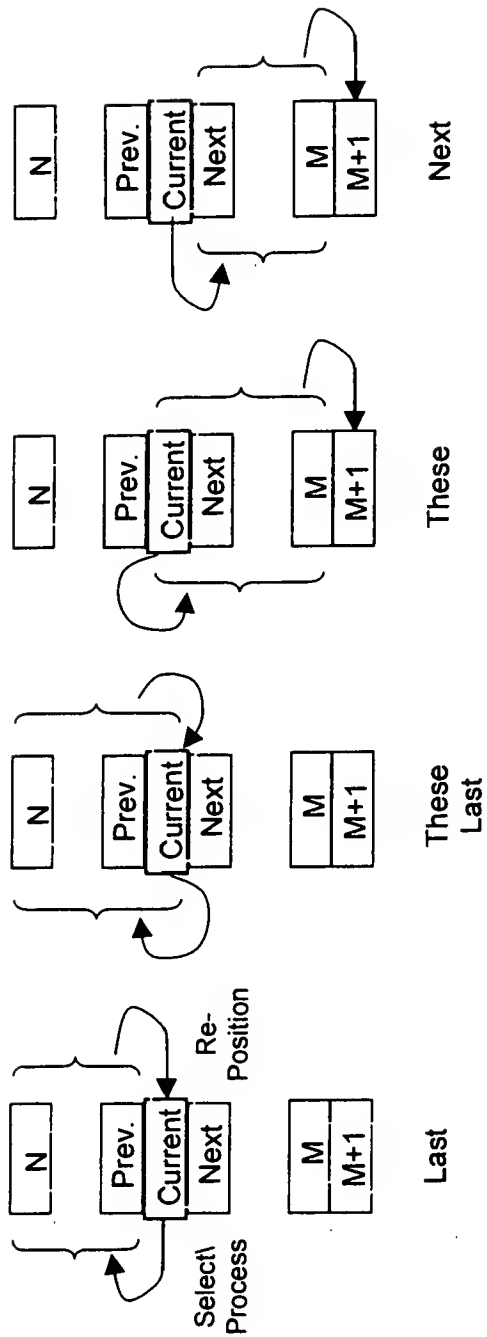 N
Prev.
Current
Next
M
M+1
Select\
Process
Re-
Position
Last
N
Prev.
Current
Next
M
M+1
These
Last
N
Prev.
Current
Next
M
M+1
These
N
Prev.
Current
Next
M
M+1
Next